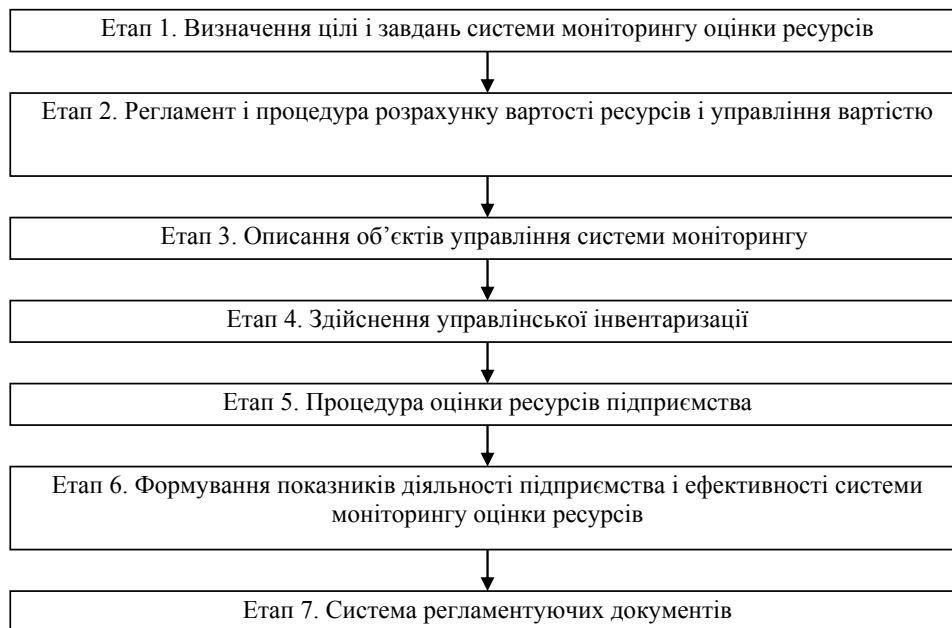 Етап 1. Визначення цілі і завдань системи моніторингу оцінки ресурсів
Етап 2. Регламент і процедура розрахунку вартості ресурсів і управління вартістю
Етап 3. Описання об’єктів управління системи моніторингу
Етап 4. Здійснення управлінської інвентаризації
Етап 5. Процедура оцінки ресурсів підприємства
Етап 6. Формування показників діяльності підприємства і ефективності системи
моніторингу оцінки ресурсів
Етап 7. Система регламентуючих документів